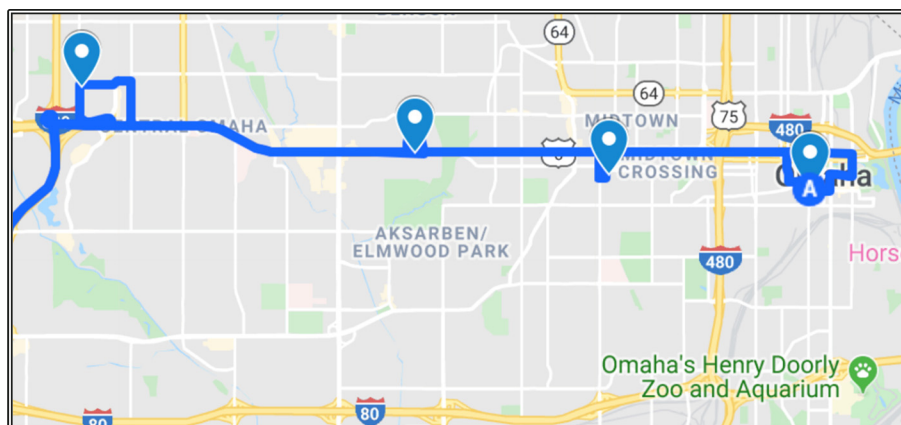 64
64
75
CENTRAL OMAHA
MIDTOWN
480
MIDTOWN
CROSSING
Omaha
A
AKSARBEN/
ELMWOOD PARK
480
Hors
Omaha's Henry Doorly
Zoo and Aquarium
80
80